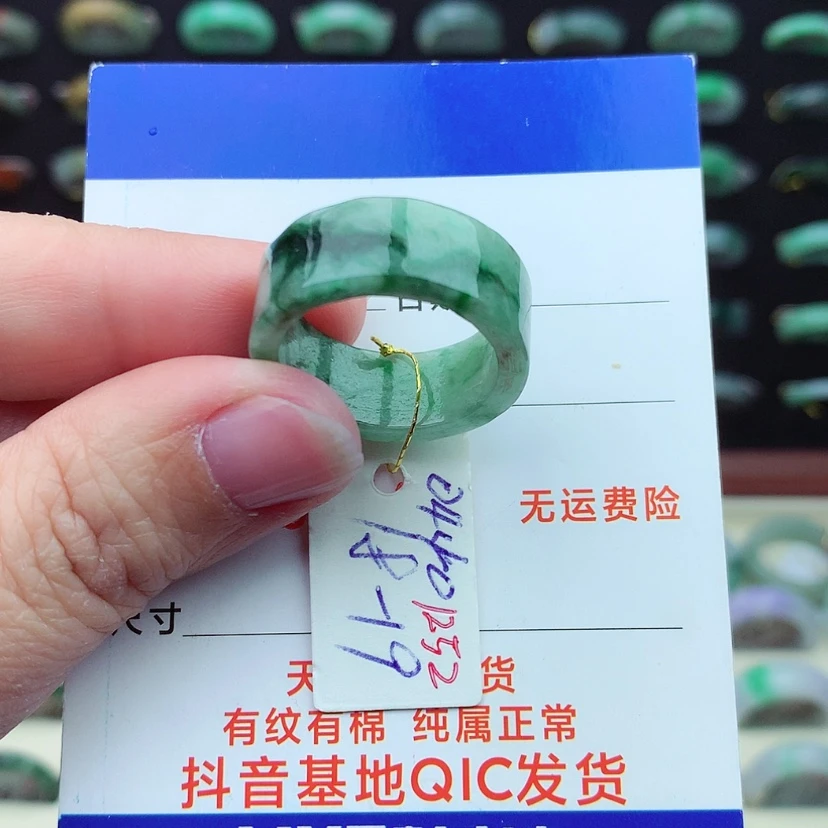 无运费险
尺寸
18-19
1252
天 货
有纹有棉 纯属正常
抖音基地QIC发货